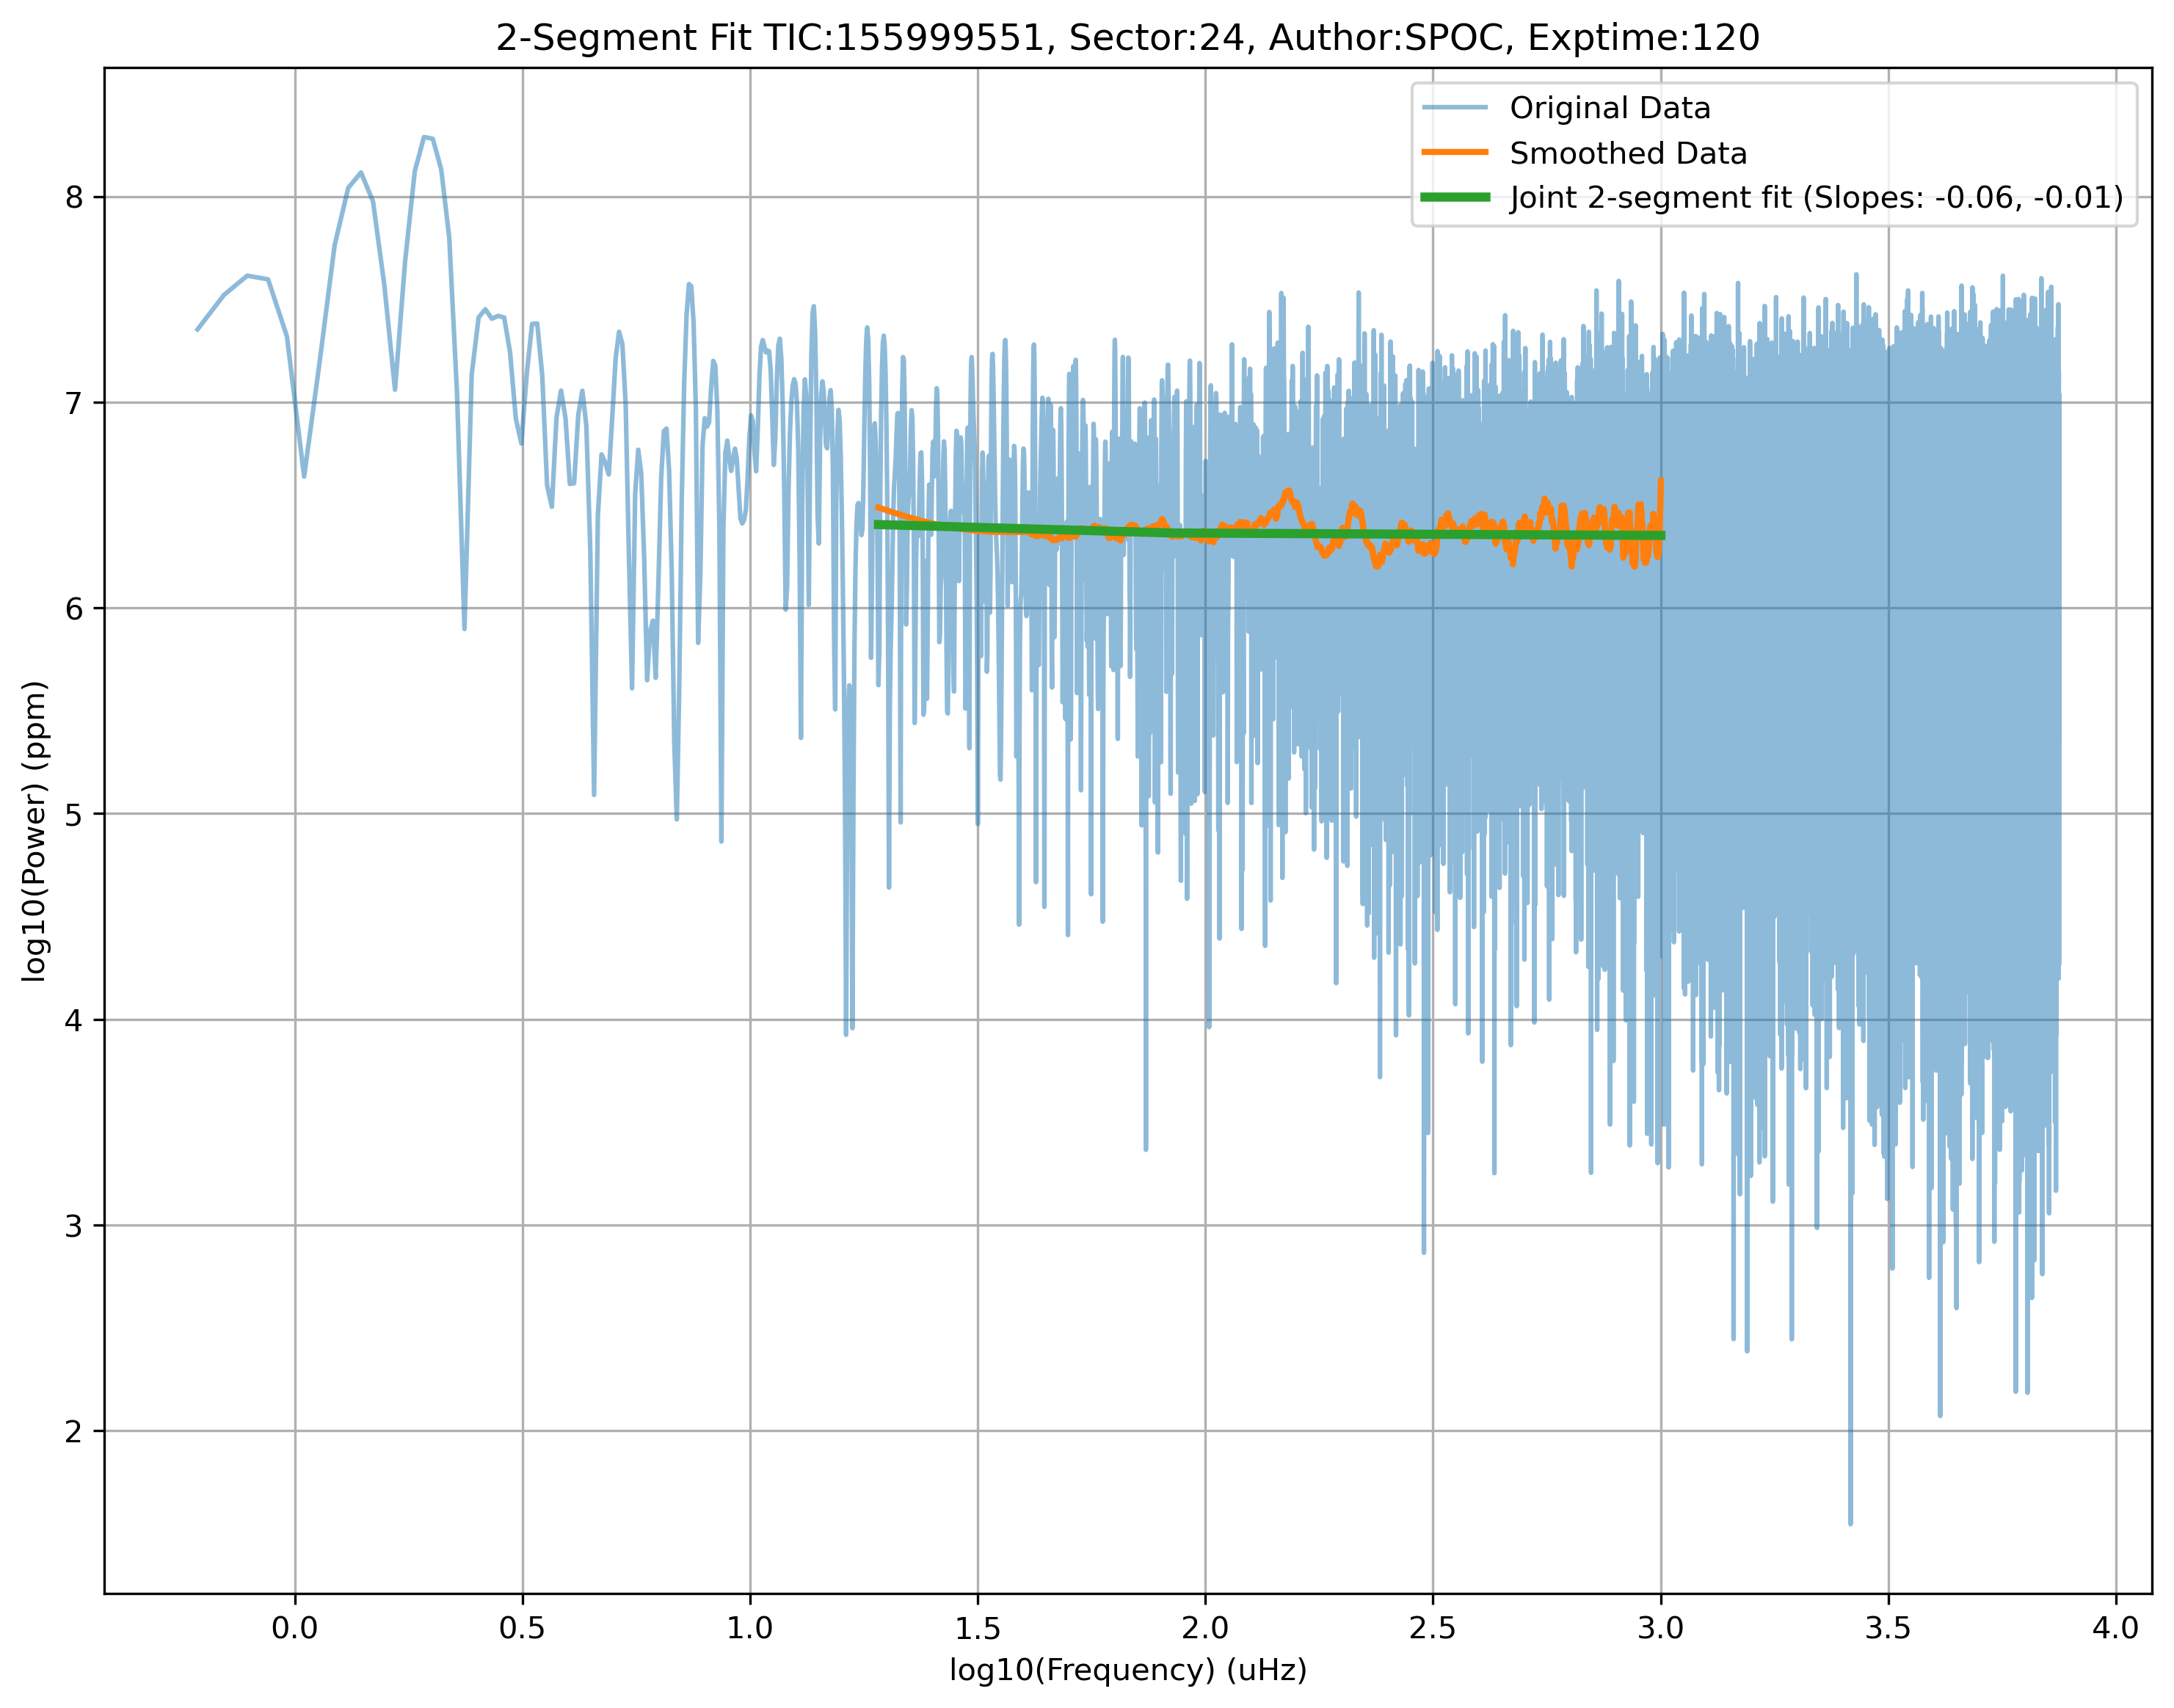 2-Segment Fit TIC:155999551, Sector:24, Author:SPOC, Exptime:120
Original Data
Smoothed Data
Joint 2-segment fit (Slopes: -0.06, -0.01)
log10(Power) (ppm)
8
7
6
5
4
3
2
0.0 0.5 1.0 1.5 2.0 2.5 3.0 3.5 4.0
log10(Frequency) (uHz)